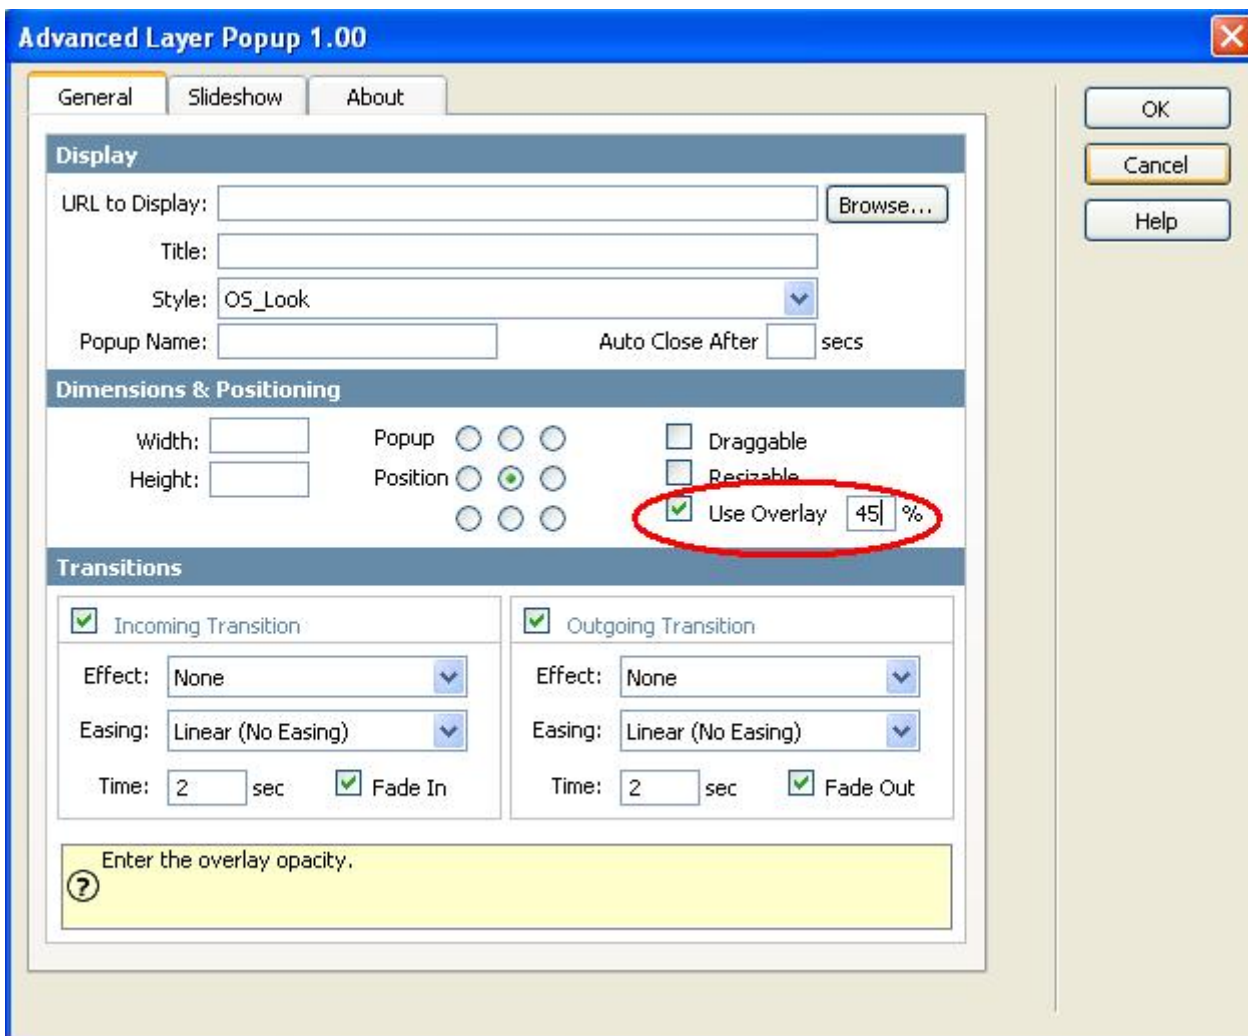 Advanced Layer Popup 1.00
General Slideshow About
OK
Cancel
Help
Display
URL to Display: Browse...
Title:
Style: OS_Look
Popup Name: Auto Close After secs
Dimensions & Positioning
Width: Popup Draggable
Height: Position Resizable
Use Overlay 45 %
Transitions
Incoming Transition Outgoing Transition
Effect: None Effect: None
Easing: Linear (No Easing) Easing: Linear (No Easing)
Time: 2 sec Fade In Time: 2 sec Fade Out
Enter the overlay opacity.
?